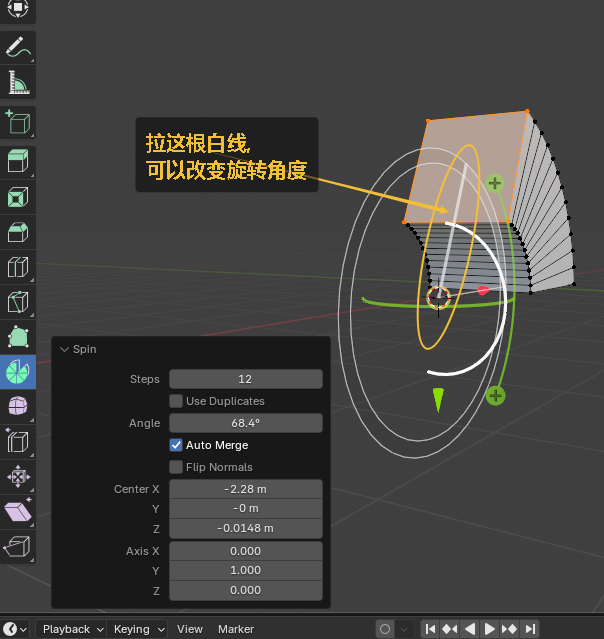 拉这根白线,
可以改变旋转角度
Spin
Steps 12
Use Duplicates
Angle 68.4°
Auto Merge
Flip Normals
Center X -2.28 m
Y -0 m
Z -0.0148 m
Axis X 0.000
Y 1.000
Z 0.000
Playback Keying View Marker